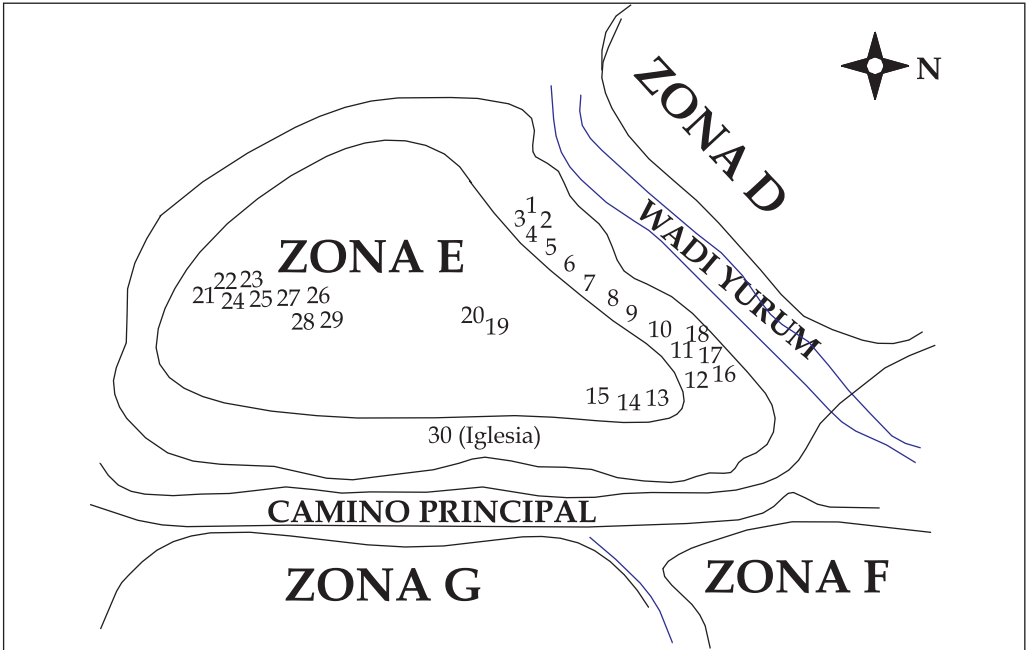 N
ZONA D
WADI YURUM
ZONA E
1
3 2
4
5
6
7
8
9
10 18
11 17
12 16
22 23
21 24 25 27 26
28 29
20 19
15 14 13
30 (Iglesia)
CAMINO PRINCIPAL
ZONA G
ZONA F